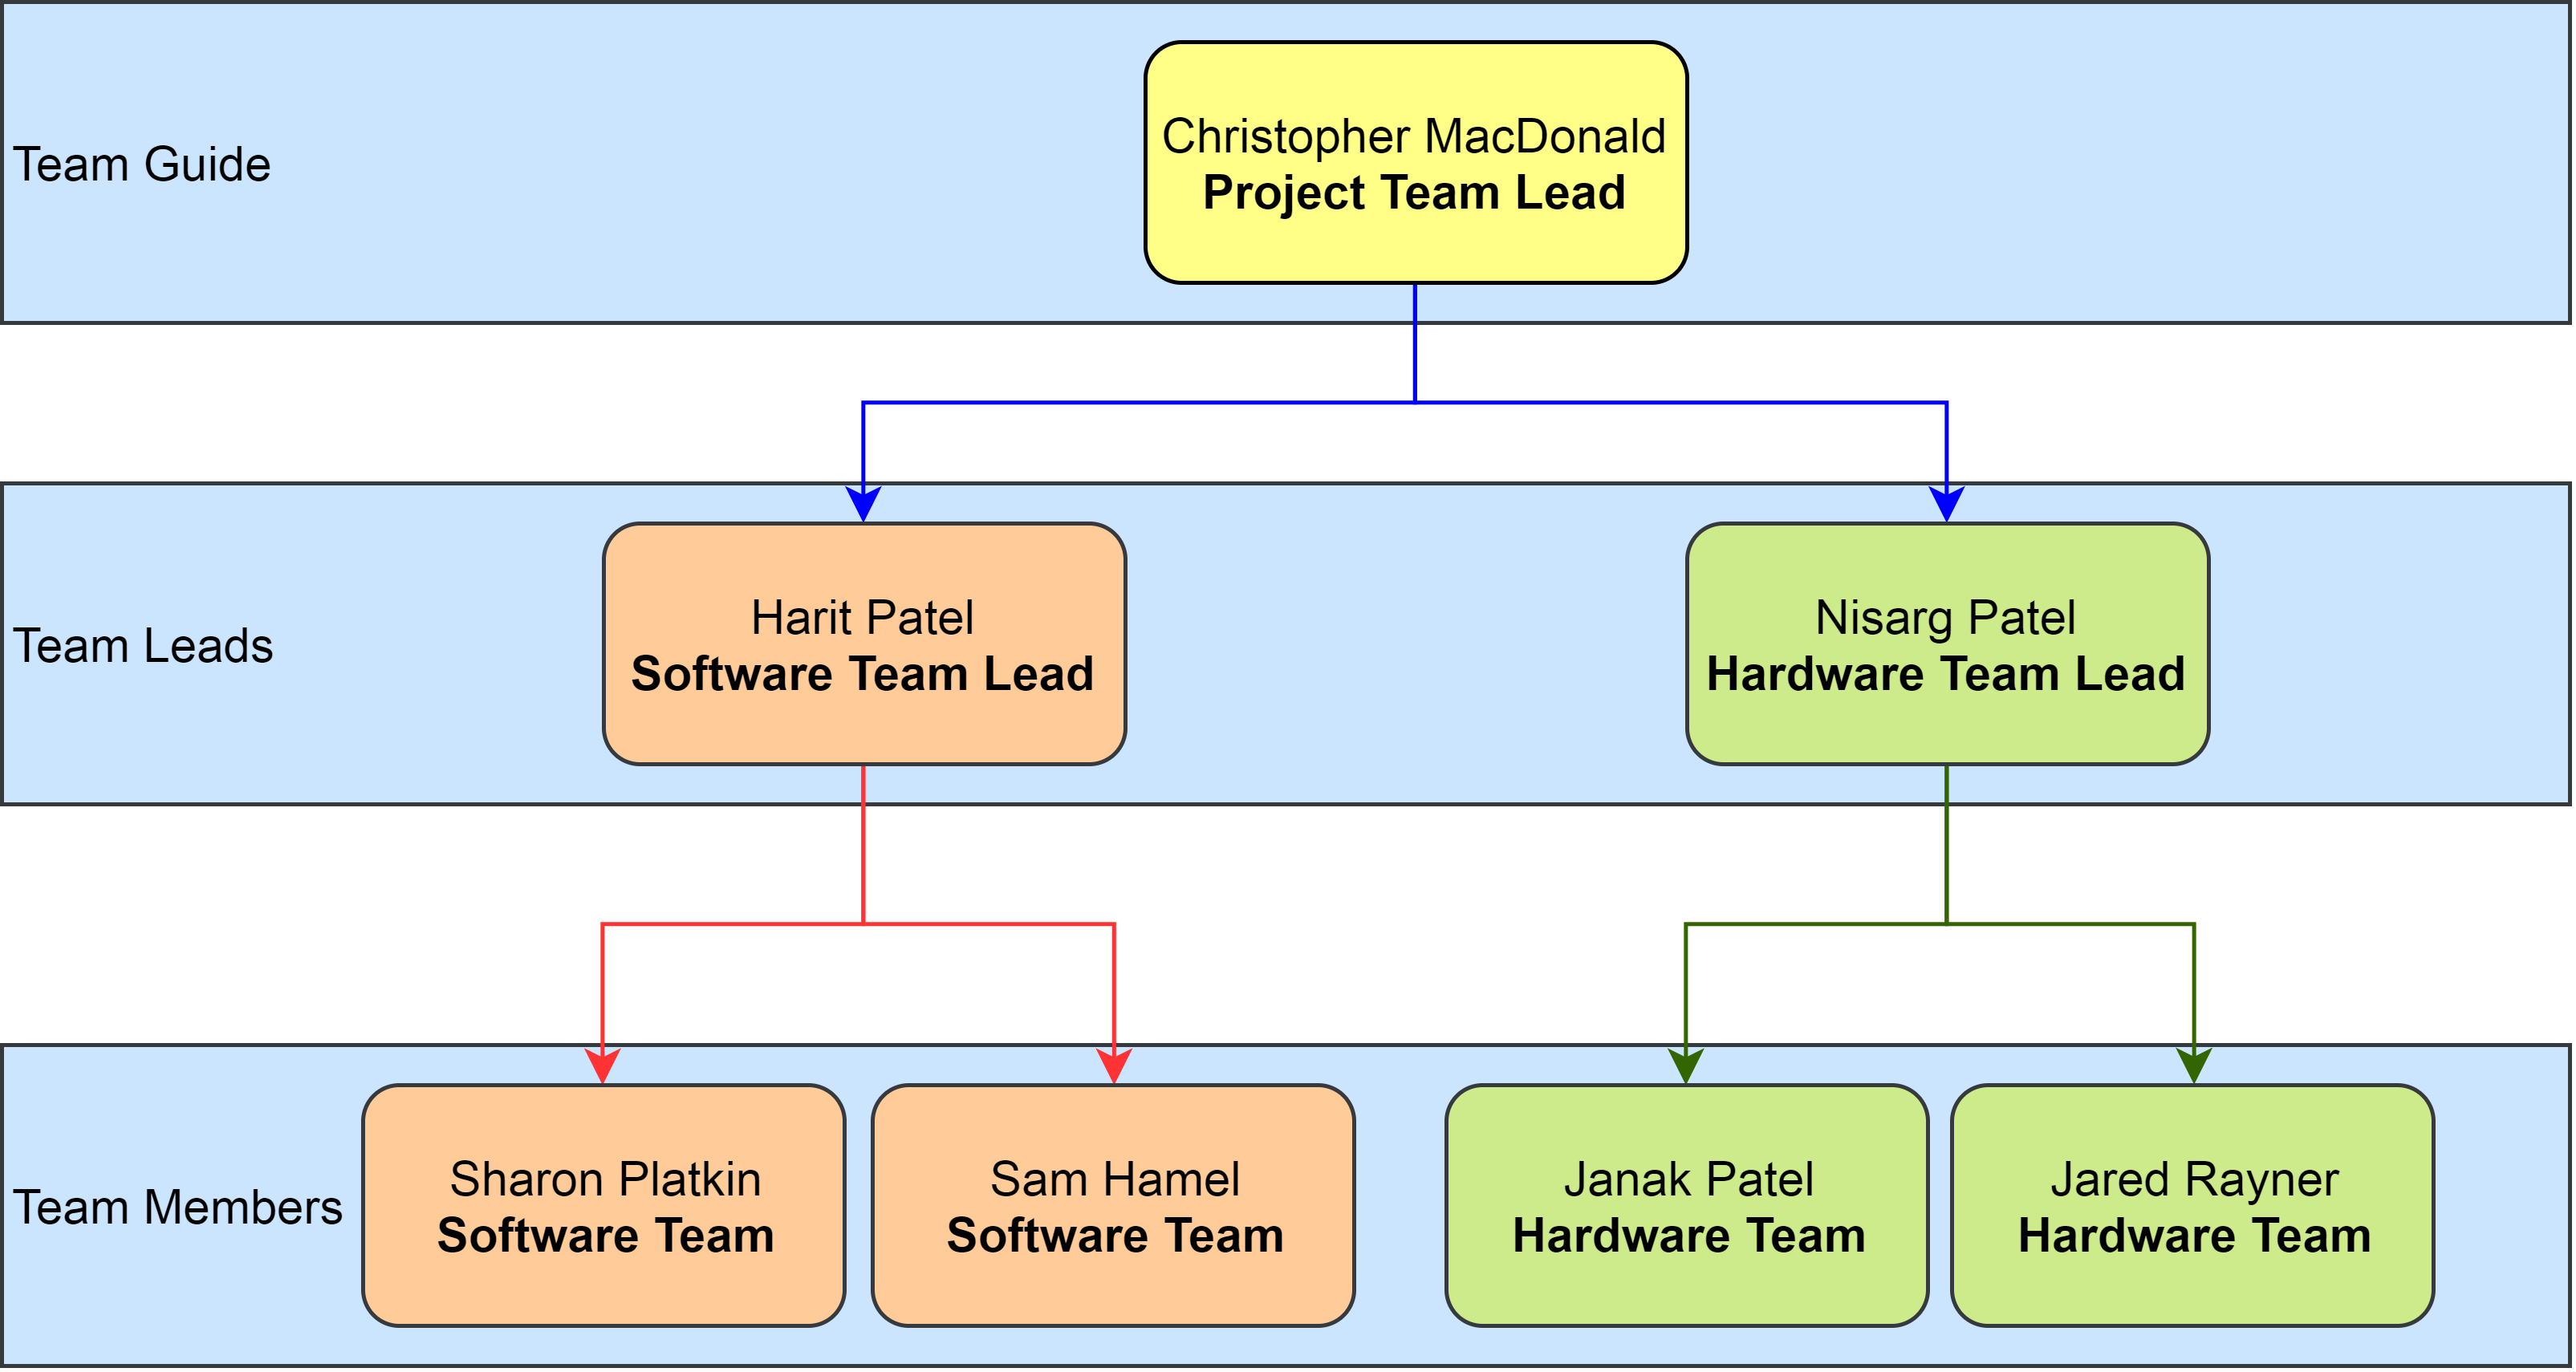 Team Guide
Christopher MacDonald
Project Team Lead
Team Leads
Harit Patel
Software Team Lead
Nisarg Patel
Hardware Team Lead
Team Members
Sharon Platkin
Software Team
Sam Hamel
Software Team
Janak Patel
Hardware Team
Jared Rayner
Hardware Team